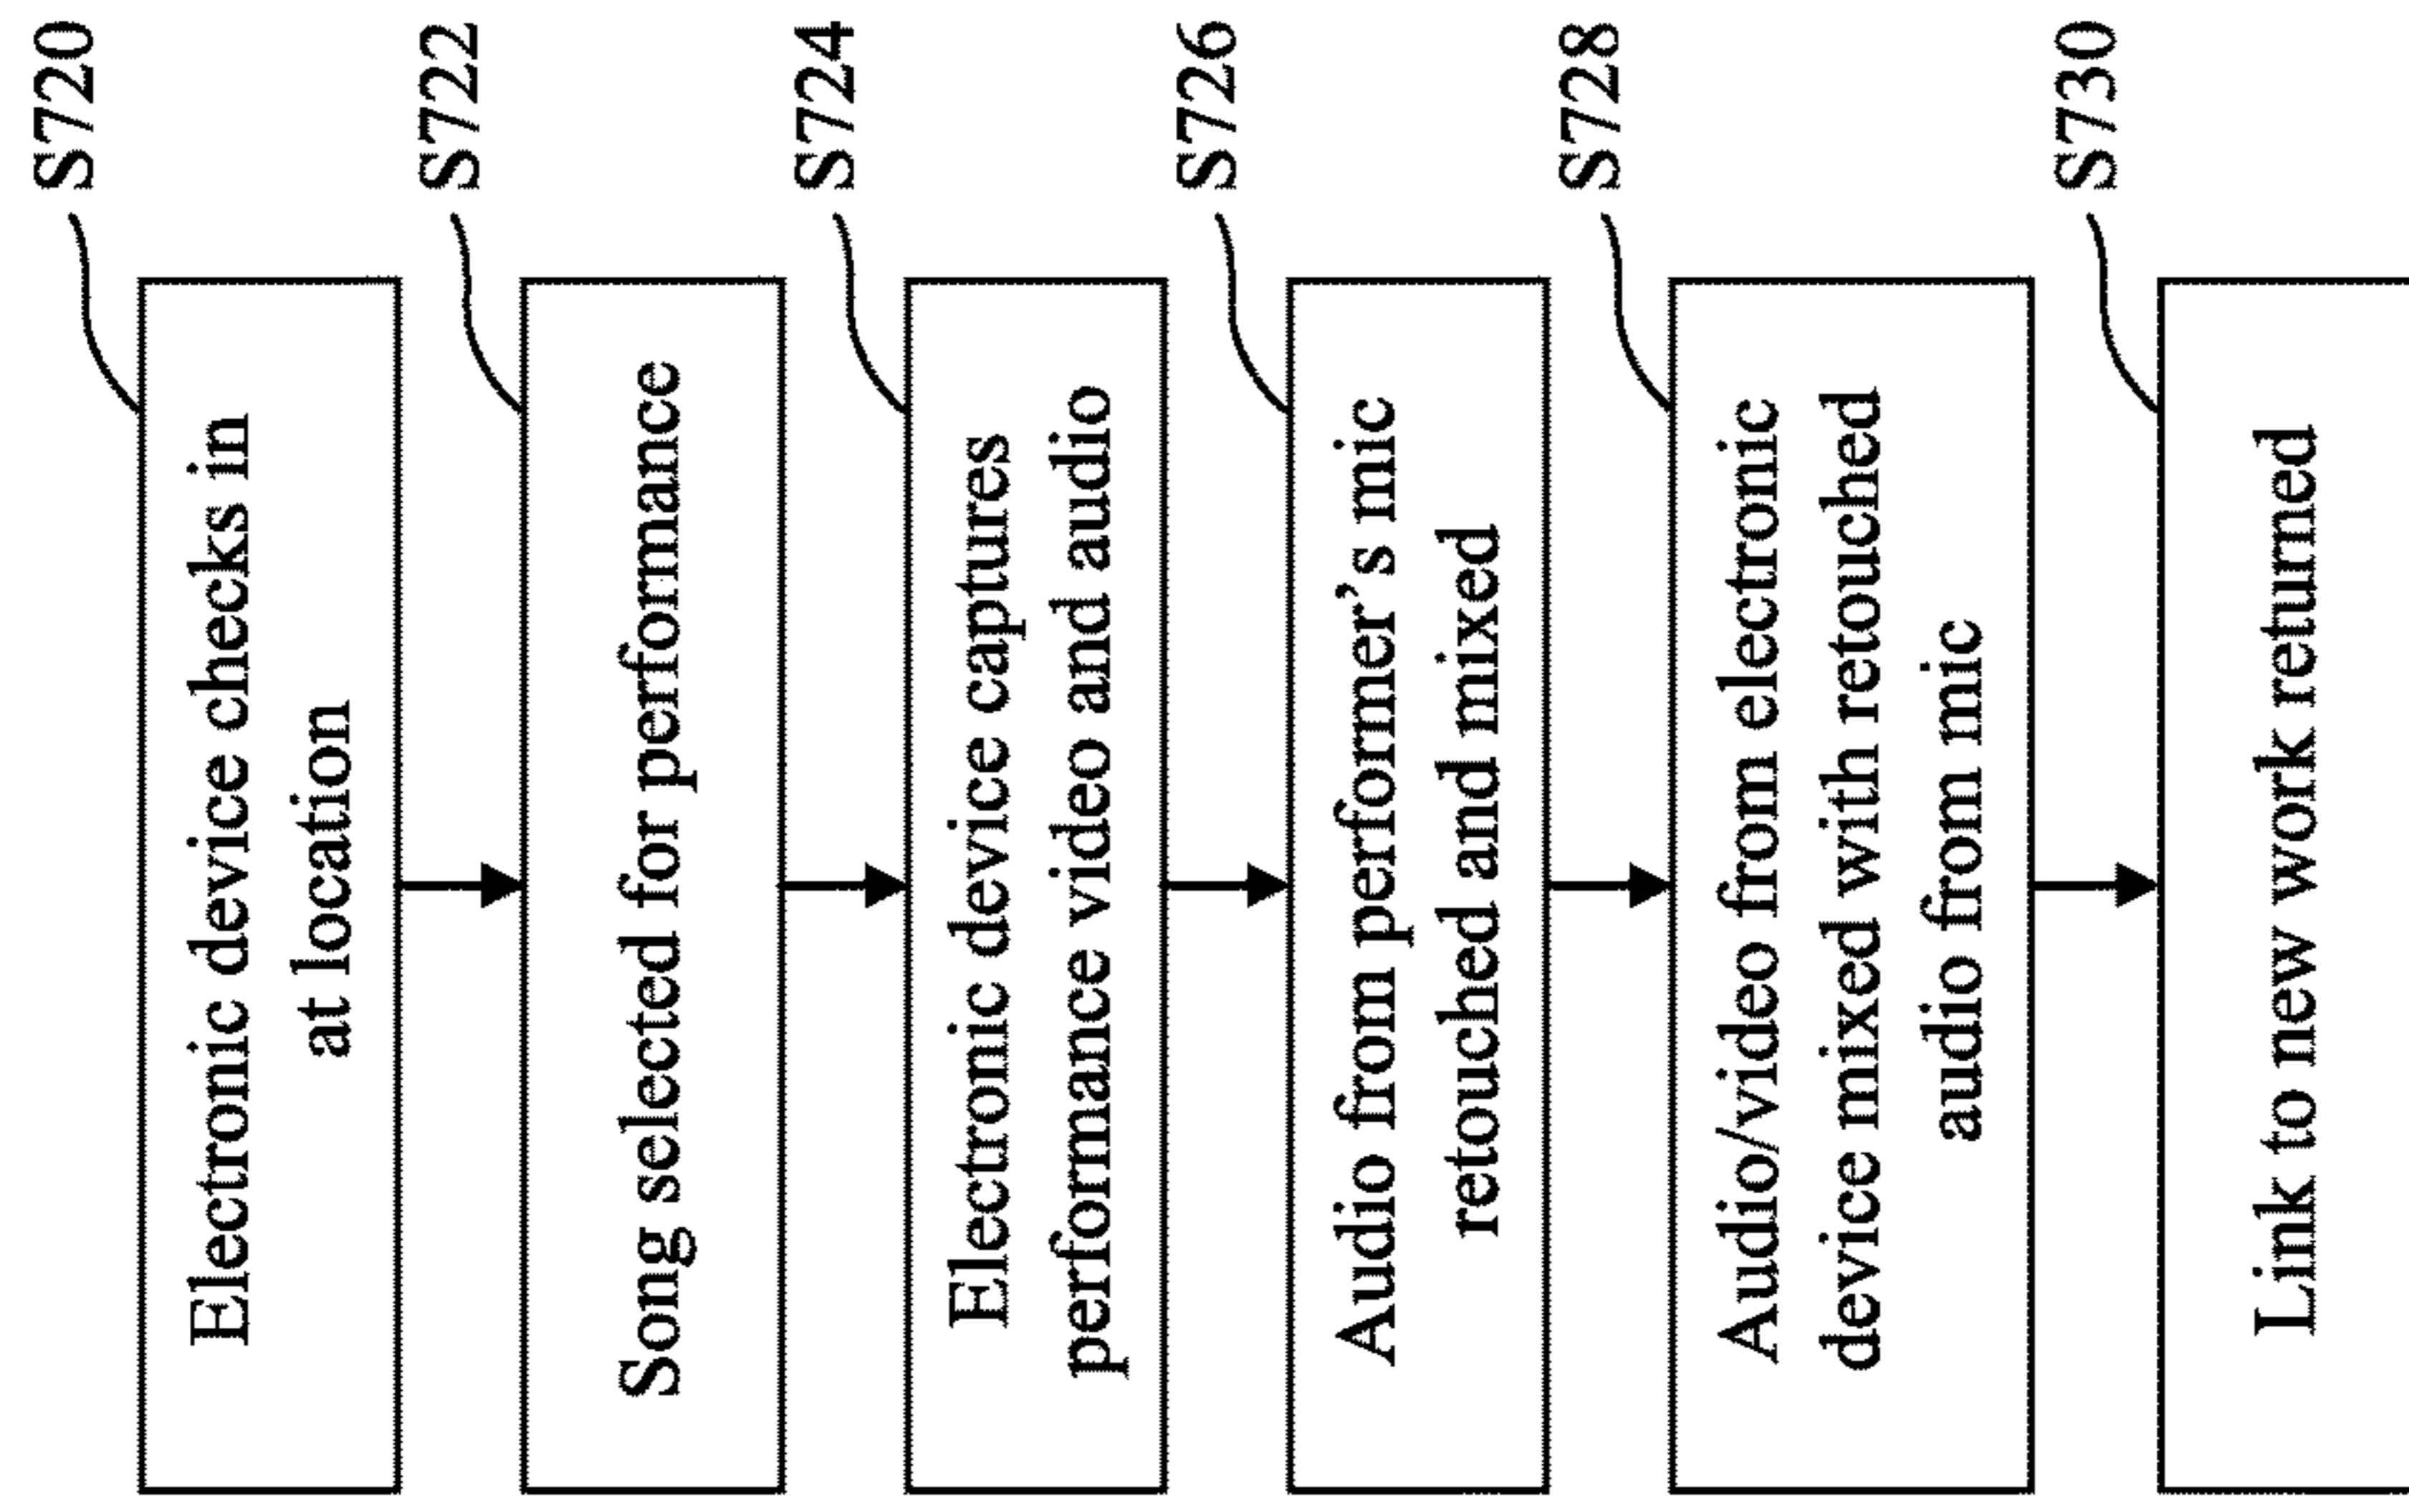 S720
Electronic device checks in
at location
S722
Song selected for performance
S724
Electronic device captures
performance video and audio
S726
Audio from performer's mic
retouched and mixed
S728
Audio/video from electronic
device mixed with retouched
audio from mic
S730
Link to new work returned